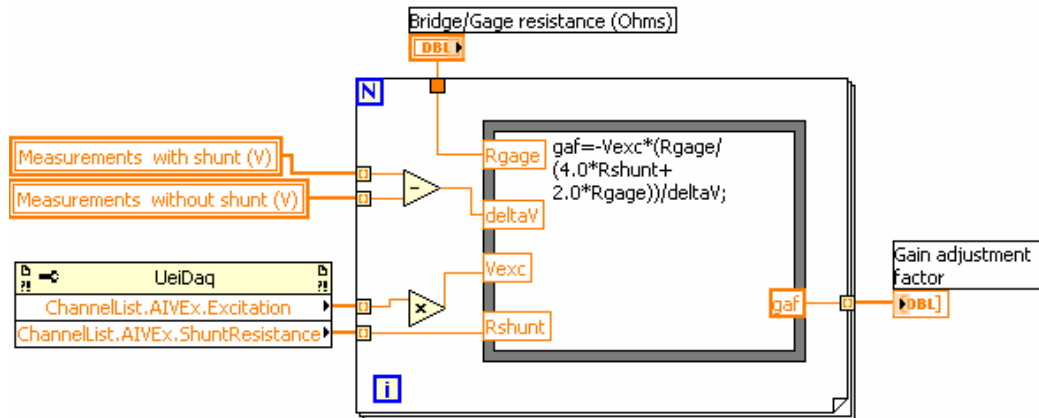 Bridge/Gage resistance (Ohms)
DBL
N
Measurements with shunt (V)
Measurements without shunt (V)
Rgage
gaf=-Vexc*(Rgage/
(4.0*Rshunt+
2.0*Rgage))/deltaV;
deltaV
UeiDaq
ChannelList.AIVEx.Excitation
ChannelList.AIVEx.ShuntResistance
Vexc
Rshunt
gaf
Gain adjustment
factor
DBL]
i